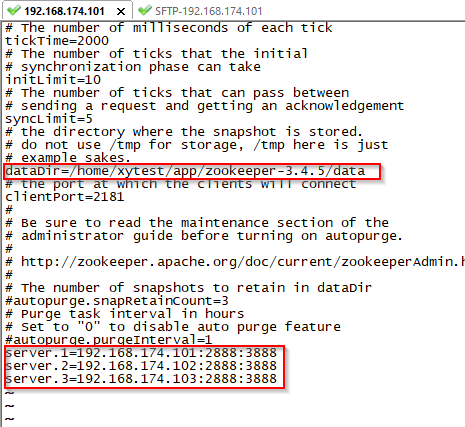 192.168.174.101 X SFTP-192.168.174.101
# The number of milliseconds of each tick
tickTime=2000
# The number of ticks that the initial
# synchronization phase can take
initLimit=10
# The number of ticks that can pass between
# sending a request and getting an acknowledgement
syncLimit=5
# the directory where the snapshot is stored.
# do not use /tmp for storage, /tmp here is just
# example sakes.
dataDir=/home/xytest/app/zookeeper-3.4.5/data
# the port at which the clients will connect
clientPort=2181
#
# Be sure to read the maintenance section of the
# administrator guide before turning on autopurge.
#
# http://zookeeper.apache.org/doc/current/zookeeperAdmin.h
#
# The number of snapshots to retain in dataDir
#autopurge.snapRetainCount=3
# Purge task interval in hours
# Set to "0" to disable auto purge feature
#autopurge.purgeInterval=1
server.1=192.168.174.101:2888:3888
server.2=192.168.174.102:2888:3888
server.3=192.168.174.103:2888:3888
~
~
~